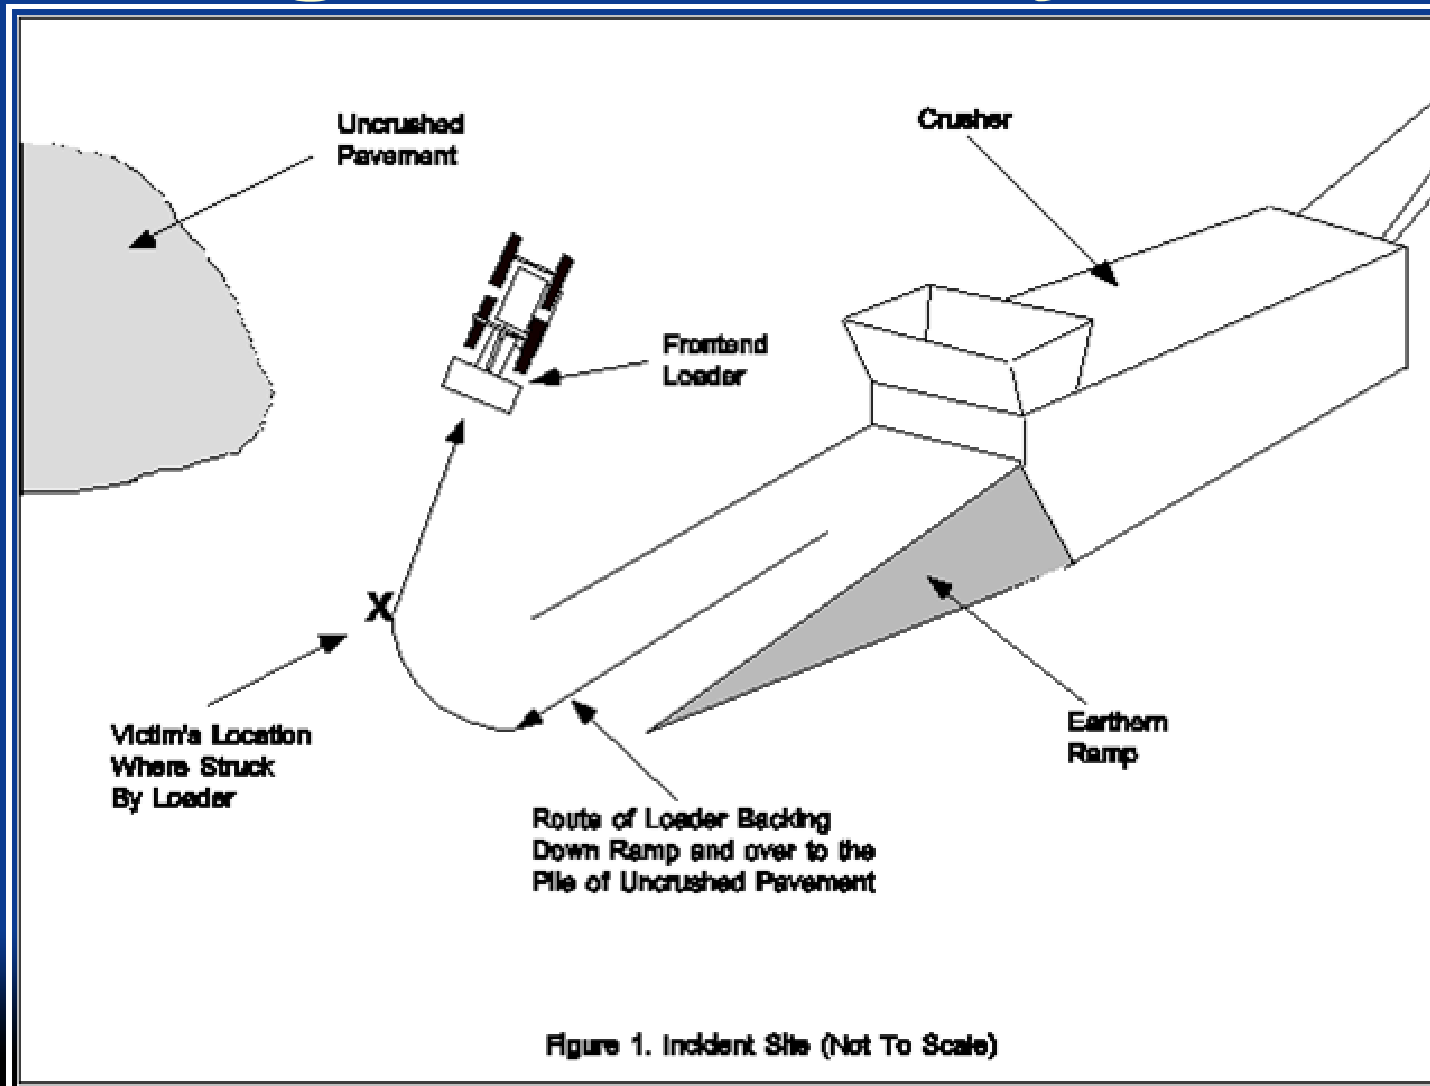 Uncrushed
Pavement
Crusher
Frontend
Loader
X
Victim's Location
Where Struck
By Loader
Earthern
Ramp
Route of Loader Backing
Down Ramp and over to the
Pile of Uncrushed Pavement
Figure 1. Incident Site (Not To Scale)